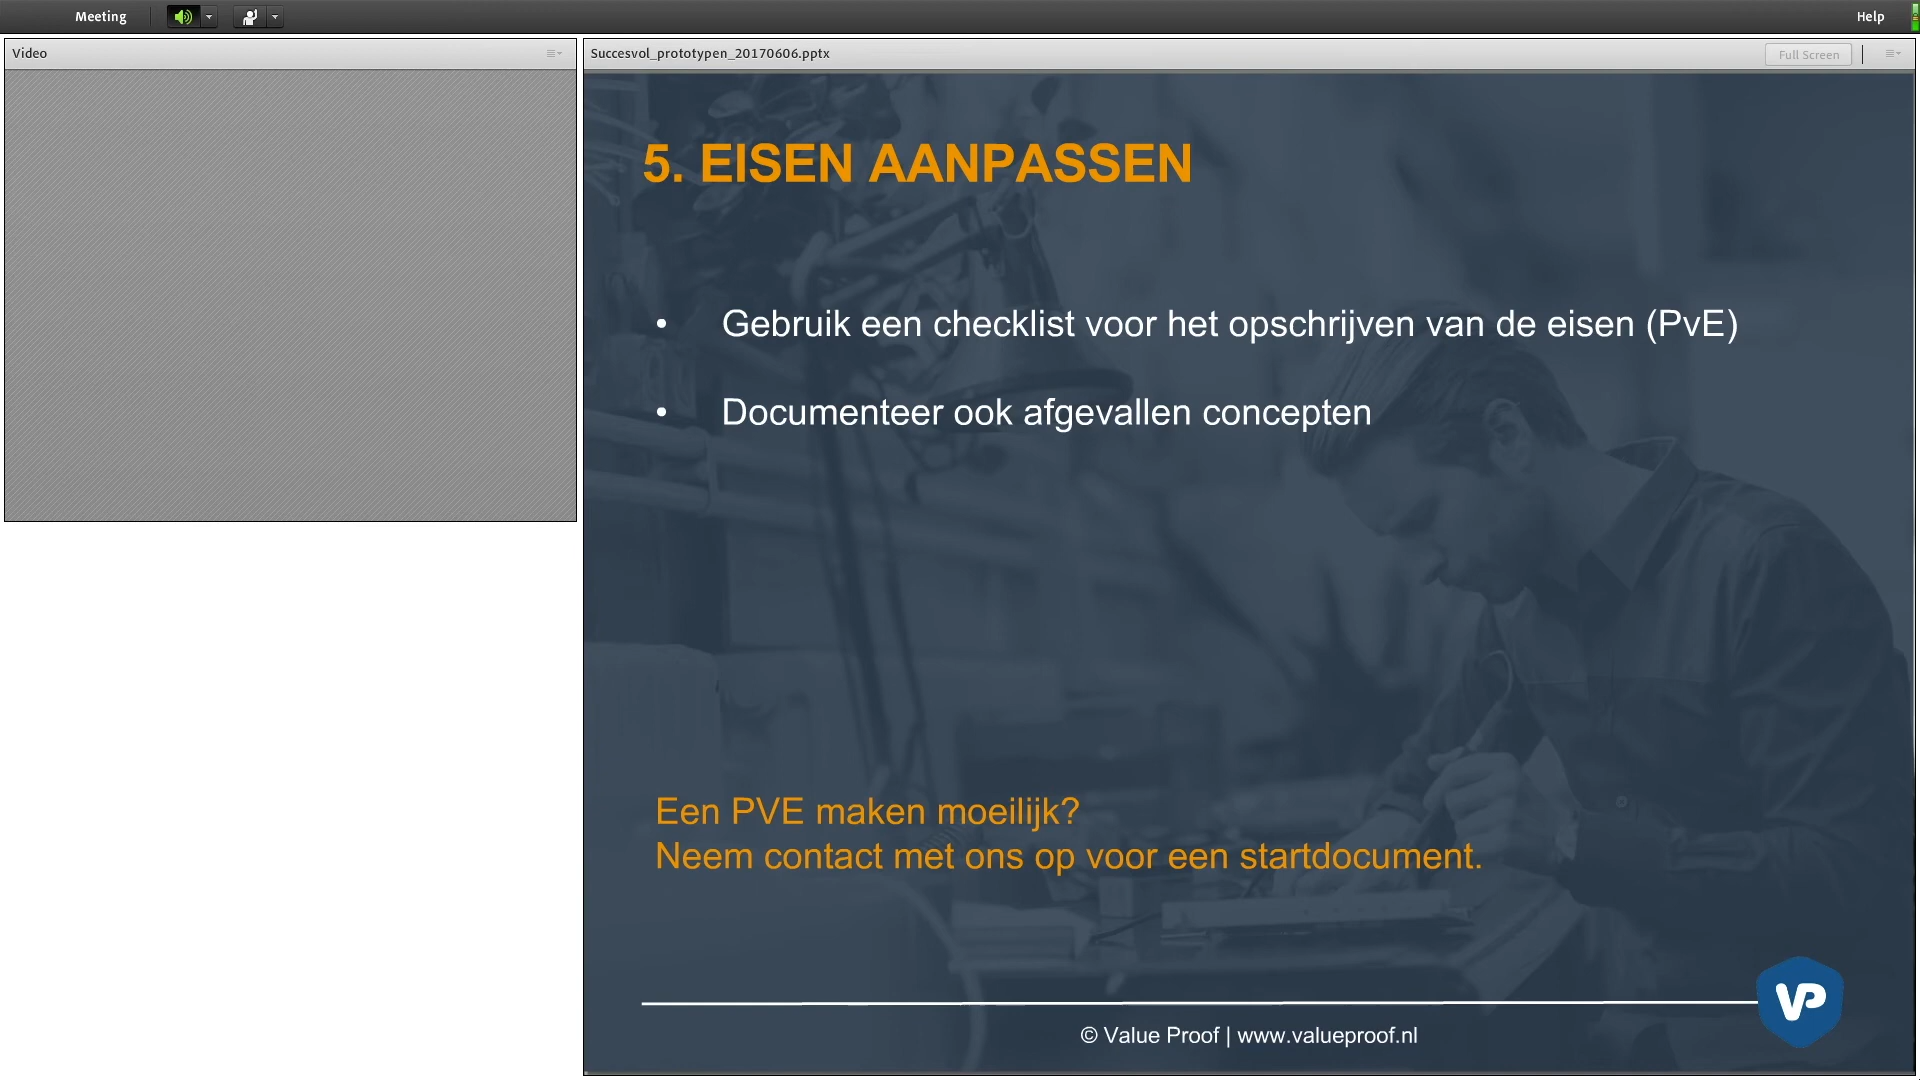 Meeting
Help
Video
Succesvol_prototypen_20170606.pptx
Full Screen
5. EISEN AANPASSEN
• Gebruik een checklist voor het opschrijven van de eisen (PvE)
• Documenteer ook afgevallen concepten
Een PVE maken moeilijk?
Neem contact met ons op voor een startdocument.
VP
© Value Proof | www.valueproof.nl